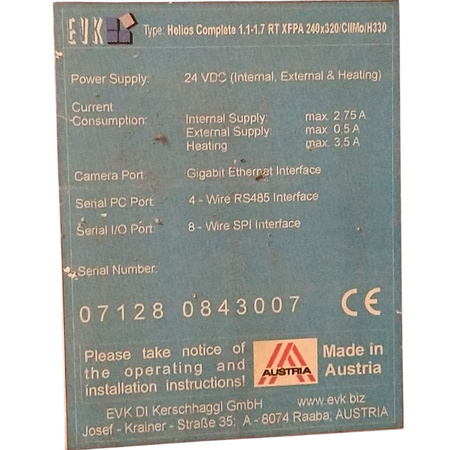 EVK Type: Helios Complete 1.1-1.7 RT XFPA 240x320/CIIMo/H330
Power Supply: 24 VDC (Internal, External & Heating)
Current
Consumption: Internal Supply: max. 2,75 A
External Supply: max. 0,5 A
Heating max. 3,5 A
Camera Port Gigabit Ethernet Interface
Serial PC Port 4 - Wire RS485 Interface
Serial I/O Port 8 - Wire SPI Interface
Serial Number:
07128 0843007 CE
Please take notice of
the operating and
installation instructions!
AUSTRIA
Made in
Austria
EVK DI Kerschhaggl GmbH www.evk.biz
Josef - Krainer - Straße 35; A - 8074 Raaba; AUSTRIA